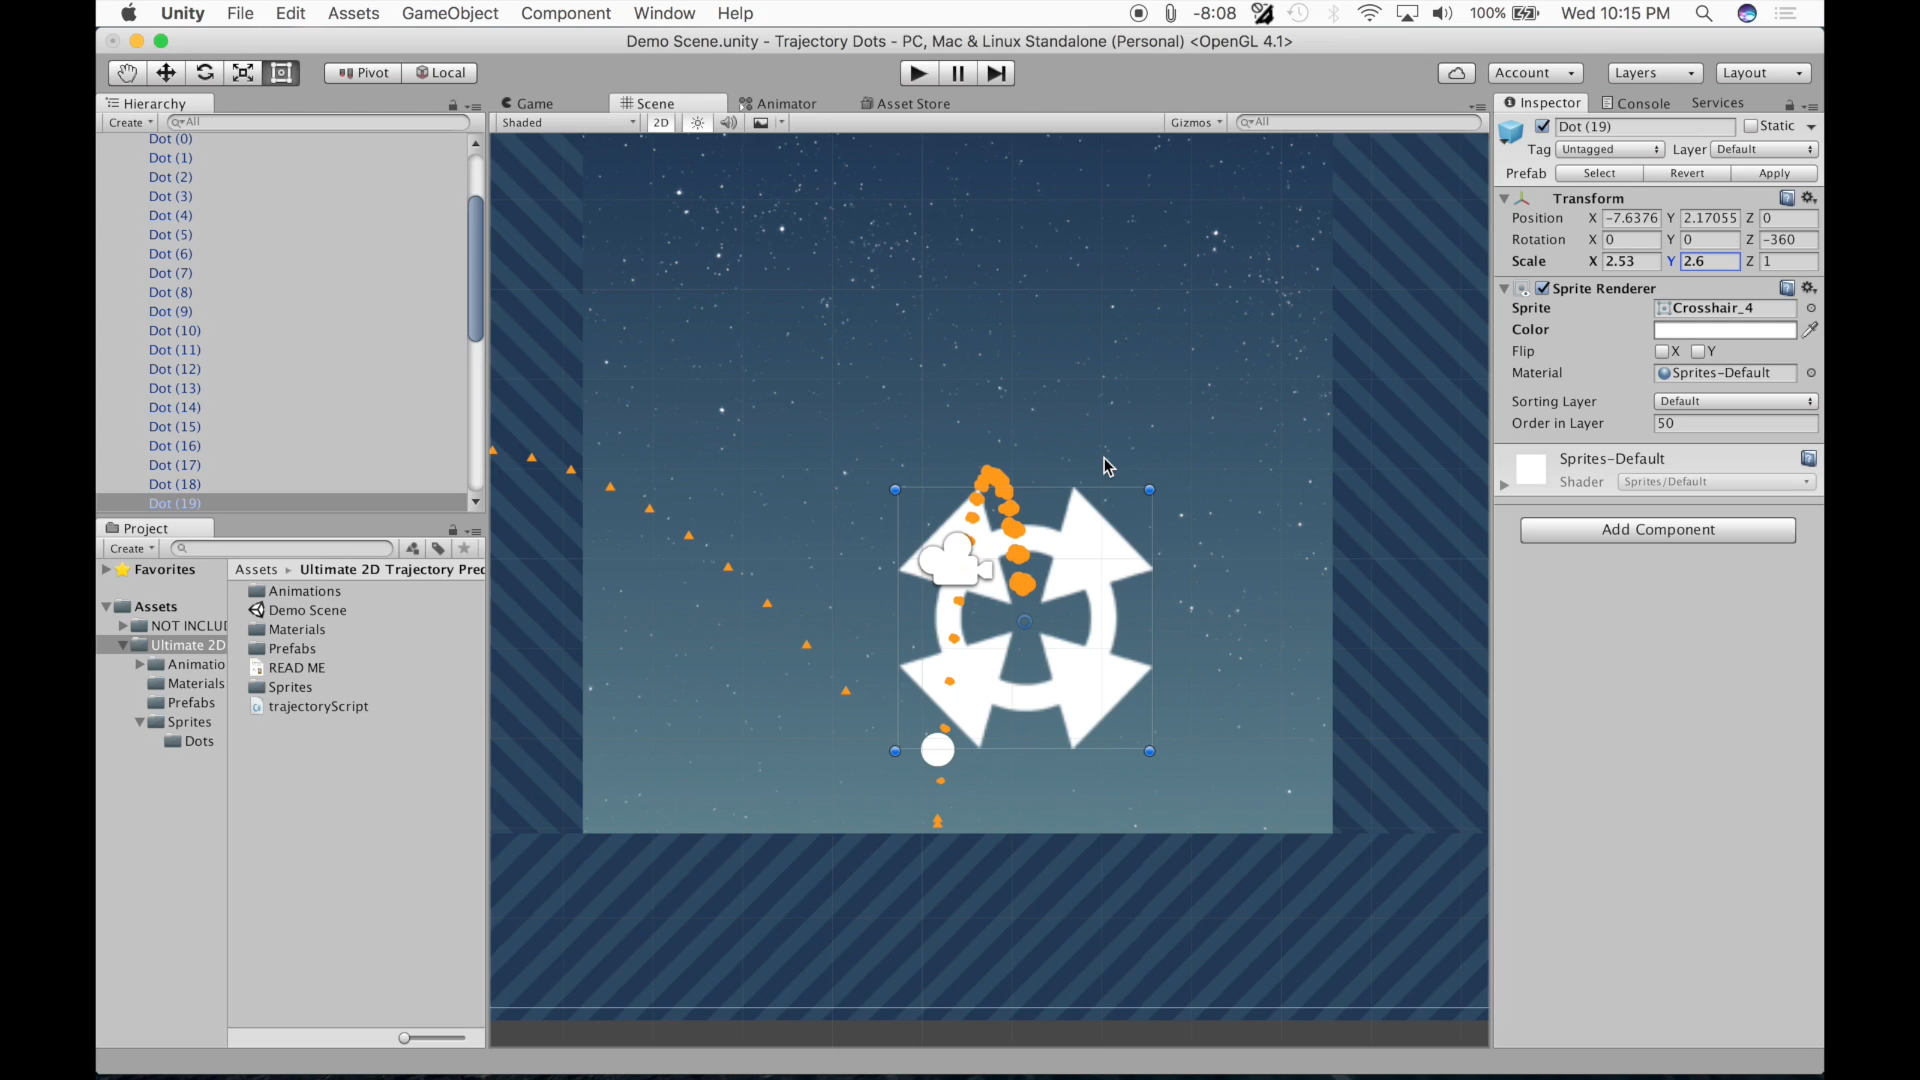 Unity File Edit Assets GameObject Component Window Help -8:08 100% Wed 10:15 PM
Demo Scene.unity - Trajectory Dots - PC, Mac & Linux Standalone (Personal) <OpenGL 4.1>
Pivot Local Account Layers Layout
Hierarchy
Create All
Dot (0)
Dot (1)
Dot (2)
Dot (3)
Dot (4)
Dot (5)
Dot (6)
Dot (7)
Dot (8)
Dot (9)
Dot (10)
Dot (11)
Dot (12)
Dot (13)
Dot (14)
Dot (15)
Dot (16)
Dot (17)
Dot (18)
Dot (19)
Project
Create
Favorites
Assets
NOT INCLU
Ultimate 2D
Animatio
Materials
Prefabs
Sprites
Dots
Assets Ultimate 2D Trajectory Pred
Animations
Demo Scene
Materials
Prefabs
READ ME
Sprites
trajectoryScript
Game Scene Animator Asset Store
Shaded 2D Gizmos All
Inspector Console Services
Dot (19) Static
Tag Untagged Layer Default
Prefab Select Revert Apply
Transform
Position X -7.6376 Y 2.17055 Z 0
Rotation X 0 Y 0 Z -360
Scale X 2.53 Y 2.6 Z 1
Sprite Renderer
Sprite Crosshair_4
Color
Flip X Y
Material Sprites-Default
Sorting Layer Default
Order in Layer 50
Sprites-Default
Shader Sprites/Default
Add Component